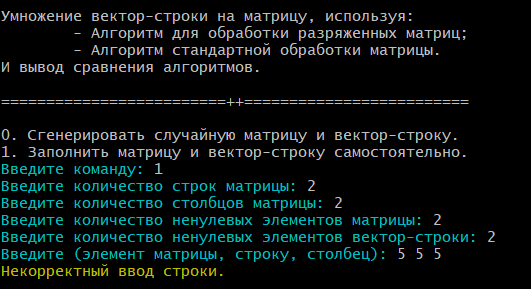 Умножение вектор-строки на матрицу, используя:
- Алгоритм для обработки разряженных матриц;
- Алгоритм стандартной обработки матрицы.
И вывод сравнения алгоритмов.
=========================++=========================
0. Сгенерировать случайную матрицу и вектор-строку.
1. Заполнить матрицу и вектор-строку самостоятельно.
Введите команду: 1
Введите количество строк матрицы: 2
Введите количество столбцов матрицы: 2
Введите количество ненулевых элементов матрицы: 2
Введите количество ненулевых элементов вектор-строки: 2
Введите (элемент матрицы, строку, столбец): 5 5 5
Некорректный ввод строки.